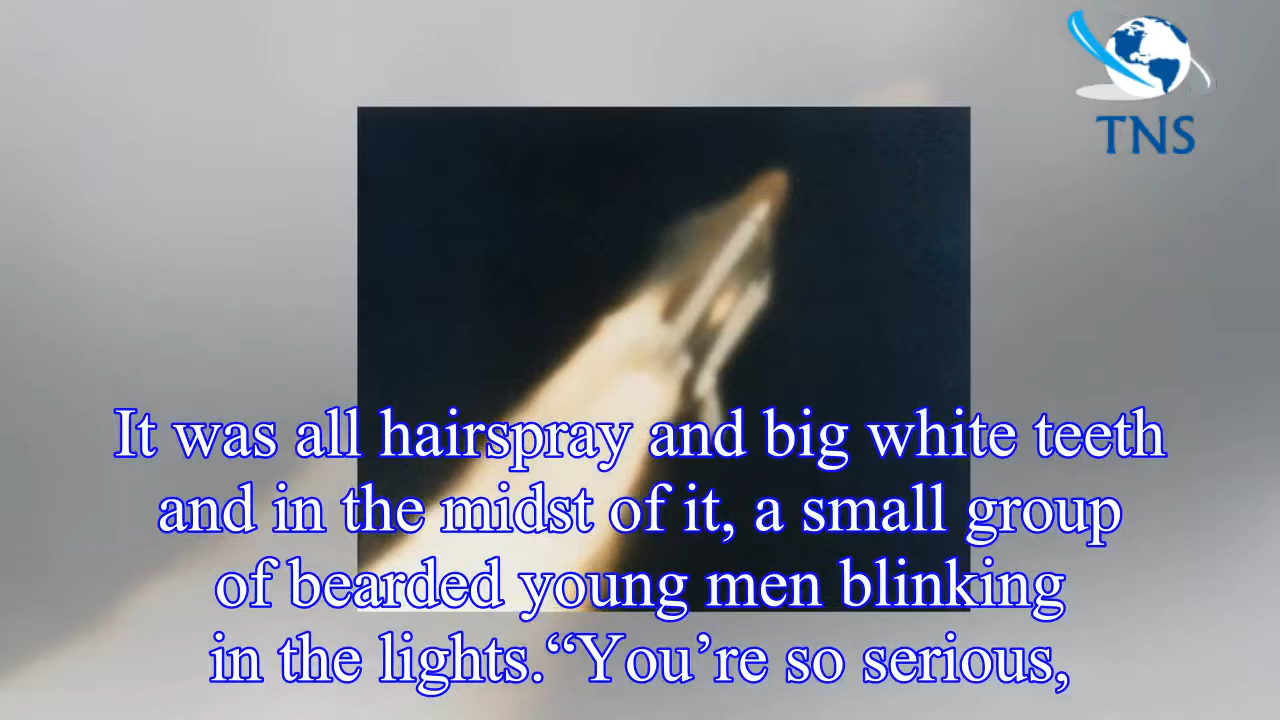 TNS
It was all hairspray and big white teeth
and in the midst of it, a small group
of bearded young men blinking
in the lights.“You’re so serious,